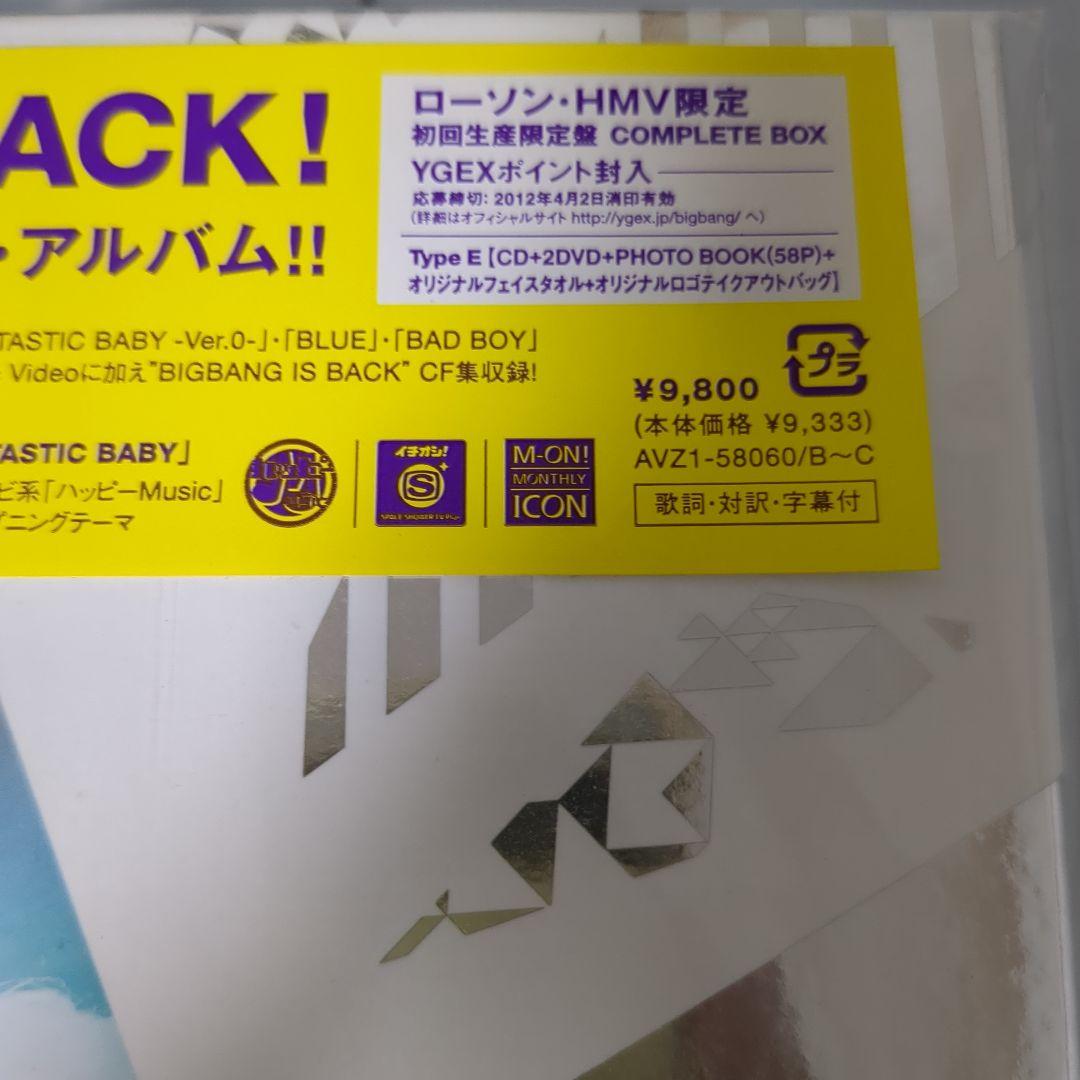 ACK!
・アルバム!!
ローソン・HMV限定
初回生産限定盤 COMPLETE BOX
YGEXポイント封入
応募締切: 2012年4月2日消印有効
(詳細はオフィシャルサイト http://ygex.jp/bigbang/ へ)
Type E【CD+2DVD+PHOTO BOOK(58P)+
オリジナルフェイスタオル+オリジナルロゴテイクアウトバッグ】
TASTIC BABY -Ver.0-」・「BLUE」・「BAD BOY」
Videoに加え"BIGBANG IS BACK" CF集収録!
プラ
¥9,800
(本体価格 ¥9,333)
AVZ1-58060/B〜C
歌詞・対訳・字幕付
TASTIC BABY」
ビ系「ハッピーMusic」
プニングテーマ
イチオシ!
S
SPACE SHOWER TV Plus
M-ON!
MONTHLY
ICON